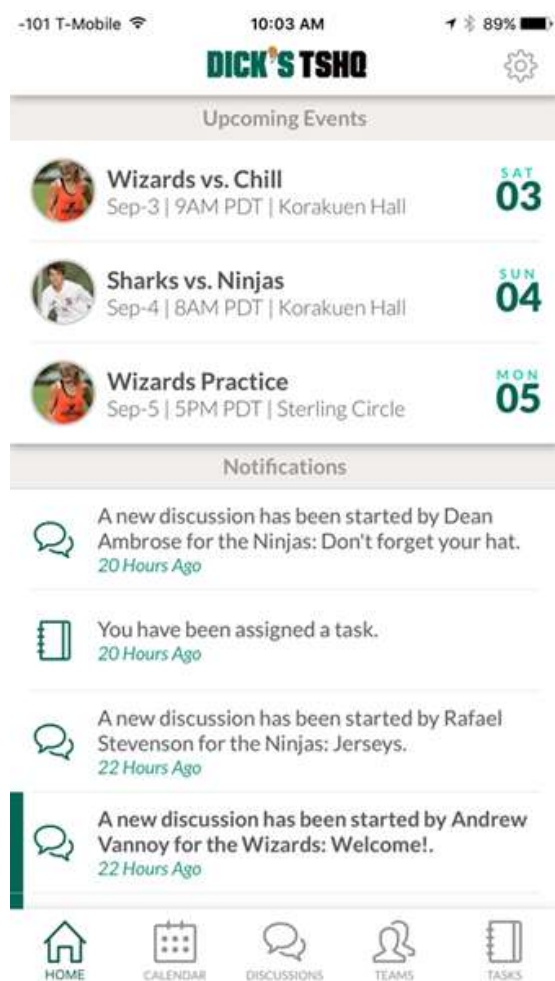 -101 T-Mobile 10:03 AM 89%
DICK'S TSHQ
Upcoming Events
Wizards vs. Chill
Sep-3 | 9AM PDT | Korakuen Hall
SAT
03
Sharks vs. Ninjas
Sep-4 | 8AM PDT | Korakuen Hall
SUN
04
Wizards Practice
Sep-5 | 5PM PDT | Sterling Circle
MON
05
Notifications
A new discussion has been started by Dean
Ambrose for the Ninjas: Don't forget your hat.
20 Hours Ago
You have been assigned a task.
20 Hours Ago
A new discussion has been started by Rafael
Stevenson for the Ninjas: Jerseys.
22 Hours Ago
A new discussion has been started by Andrew
Vannoy for the Wizards: Welcome!.
22 Hours Ago
HOME CALENDAR DISCUSSIONS TEAMS TASKS